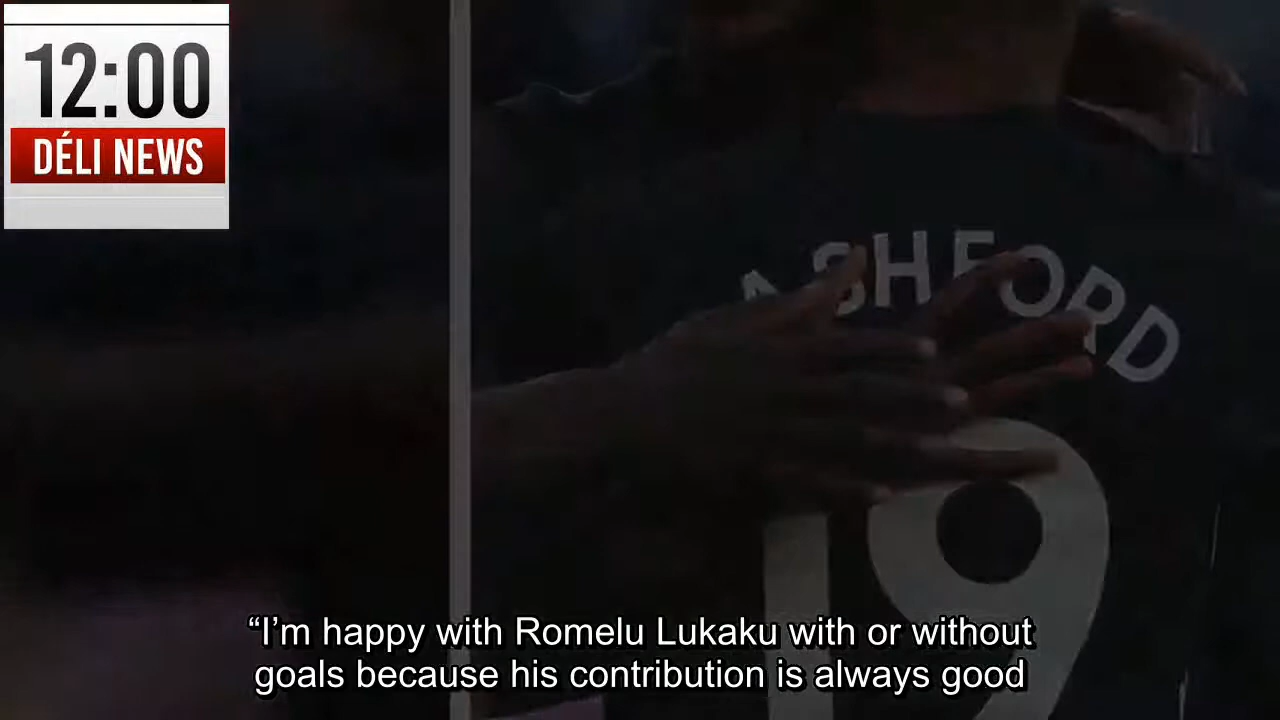 12:00
DÉLI NEWS
ASHFORD
19
“I’m happy with Romelu Lukaku with or without
goals because his contribution is always good